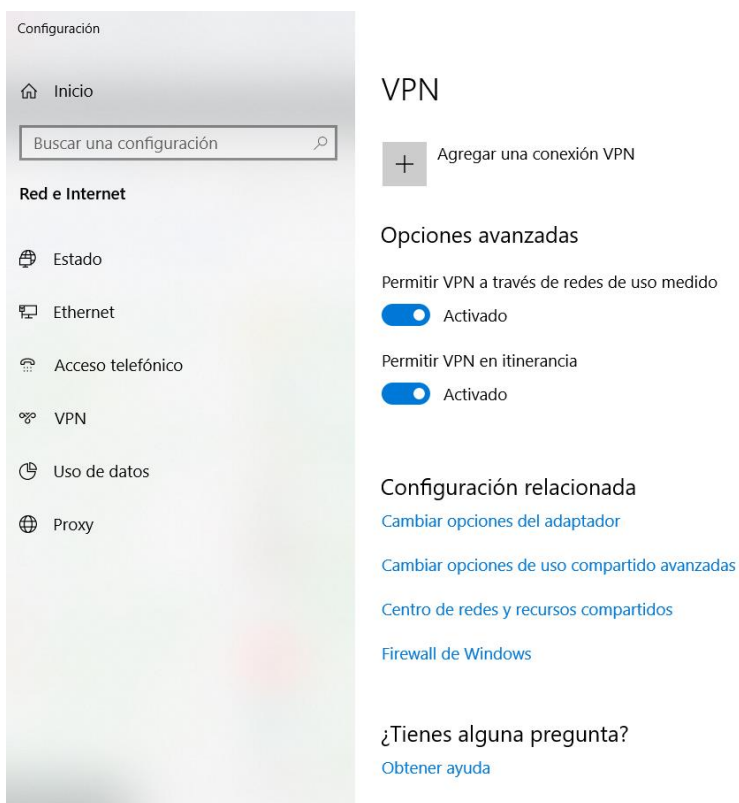 Configuración
Inicio
Buscar una configuración
Red e Internet
Estado
Ethernet
Acceso telefónico
VPN
Uso de datos
Proxy
VPN
Agregar una conexión VPN
Opciones avanzadas
Permitir VPN a través de redes de uso medido
Activado
Permitir VPN en itinerancia
Activado
Configuración relacionada
Cambiar opciones del adaptador
Cambiar opciones de uso compartido avanzadas
Centro de redes y recursos compartidos
Firewall de Windows
¿Tienes alguna pregunta?
Obtener ayuda